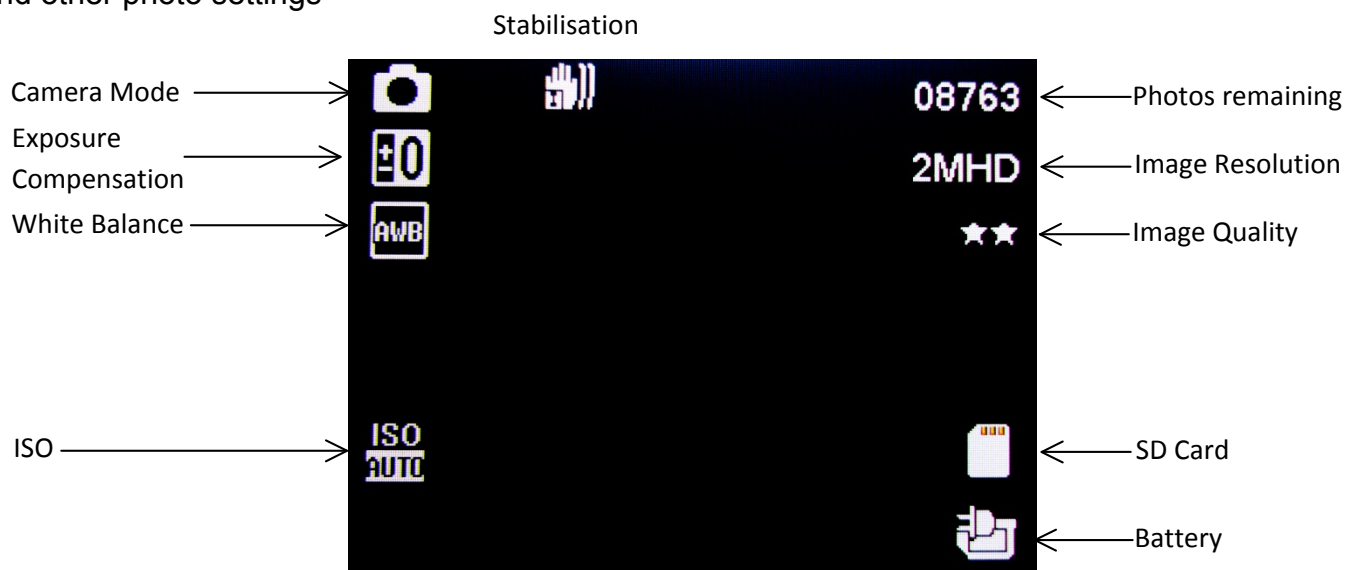 nd other photo settings
Stabilisation
Camera Mode
08763
Photos remaining
Exposure
Compensation
±0
2MHD
Image Resolution
White Balance
AWB
Image Quality
ISO
ISO
AUTO
SD Card
Battery